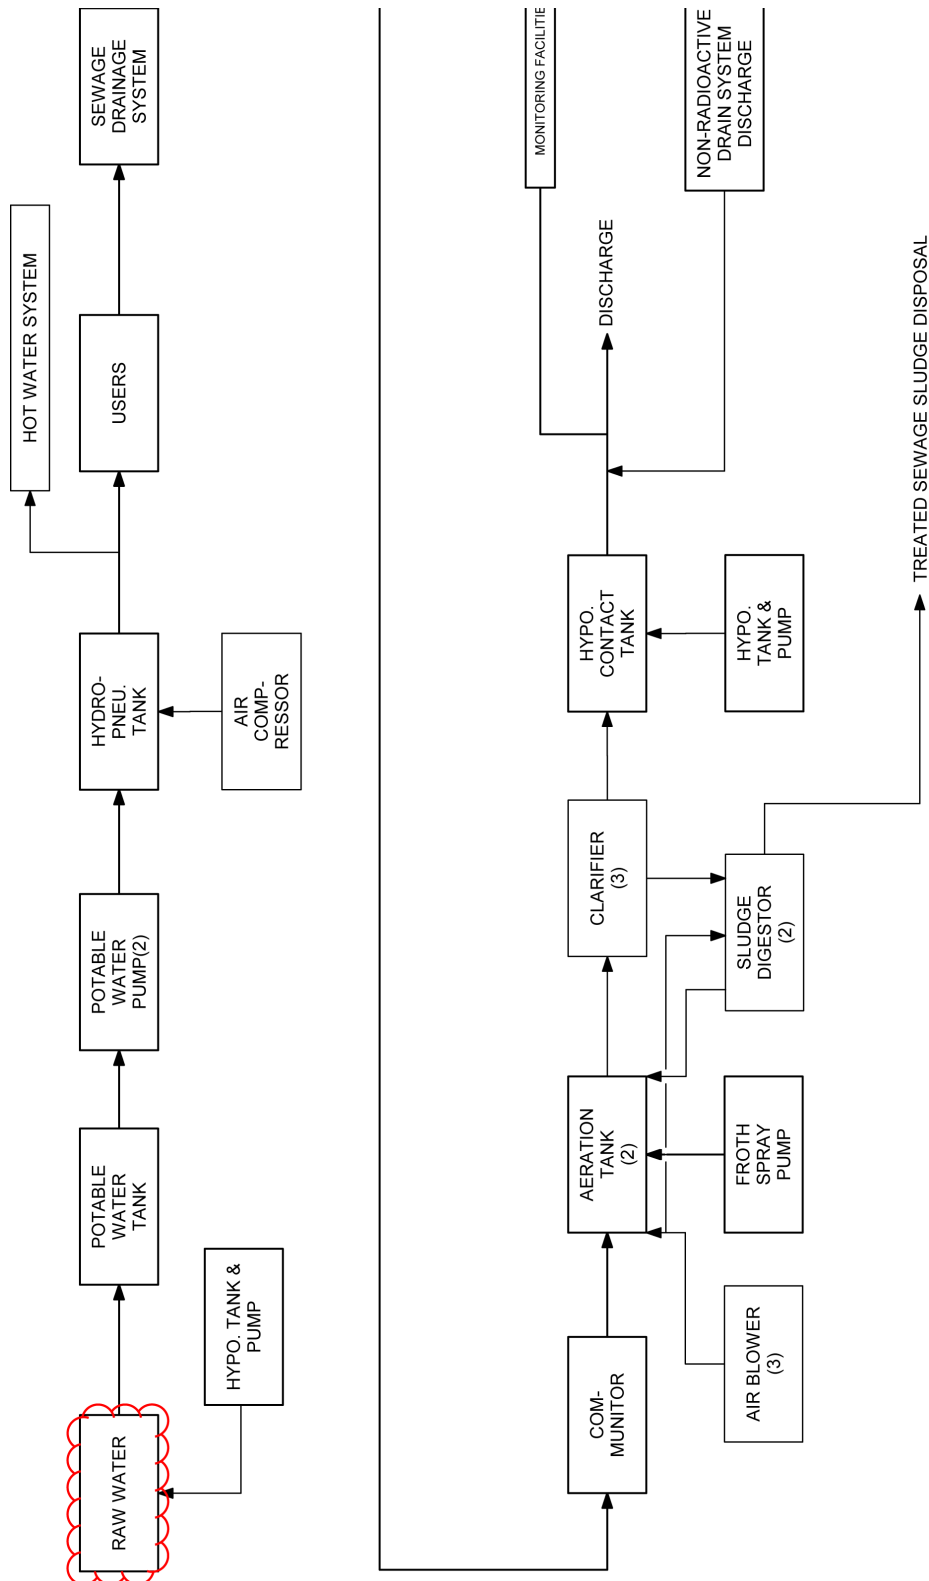 RAW WATER
HYPO. TANK &
PUMP
POTABLE
WATER
TANK
POTABLE
WATER
PUMP(2)
HYDRO-
PNEU.
TANK
AIR
COMP-
RESSOR
HOT WATER SYSTEM
USERS
SEWAGE
DRAINAGE
SYSTEM
COM-
MUNITOR
AIR BLOWER
(3)
AERATION
TANK
(2)
FROTH
SPRAY
PUMP
CLARIFIER
(3)
SLUDGE
DIGESTOR
(2)
HYPO.
CONTACT
TANK
HYPO.
TANK &
PUMP
DISCHARGE
MONITORING FACILITIE
NON-RADIOACTIVE
DRAIN SYSTEM
DISCHARGE
TREATED SEWAGE SLUDGE DISPOSAL